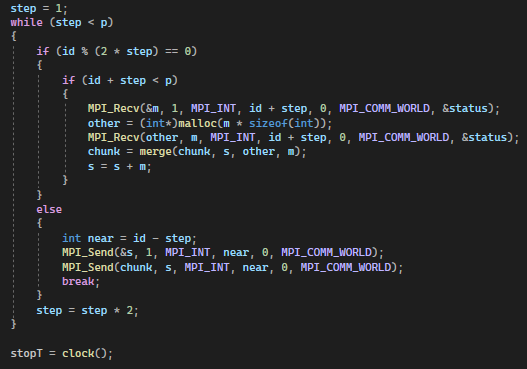 step = 1;
while (step < p)
{
    if (id % (2 * step) == 0)
    {
        if (id + step < p)
        {
            MPI_Recv(&m, 1, MPI_INT, id + step, 0, MPI_COMM_WORLD, &status);
            other = (int*)malloc(m * sizeof(int));
            MPI_Recv(other, m, MPI_INT, id + step, 0, MPI_COMM_WORLD, &status);
            chunk = merge(chunk, s, other, m);
            s = s + m;
        }
    }
    else
    {
        int near = id - step;
        MPI_Send(&s, 1, MPI_INT, near, 0, MPI_COMM_WORLD);
        MPI_Send(chunk, s, MPI_INT, near, 0, MPI_COMM_WORLD);
        break;
    }
    step = step * 2;
}

stopT = clock();